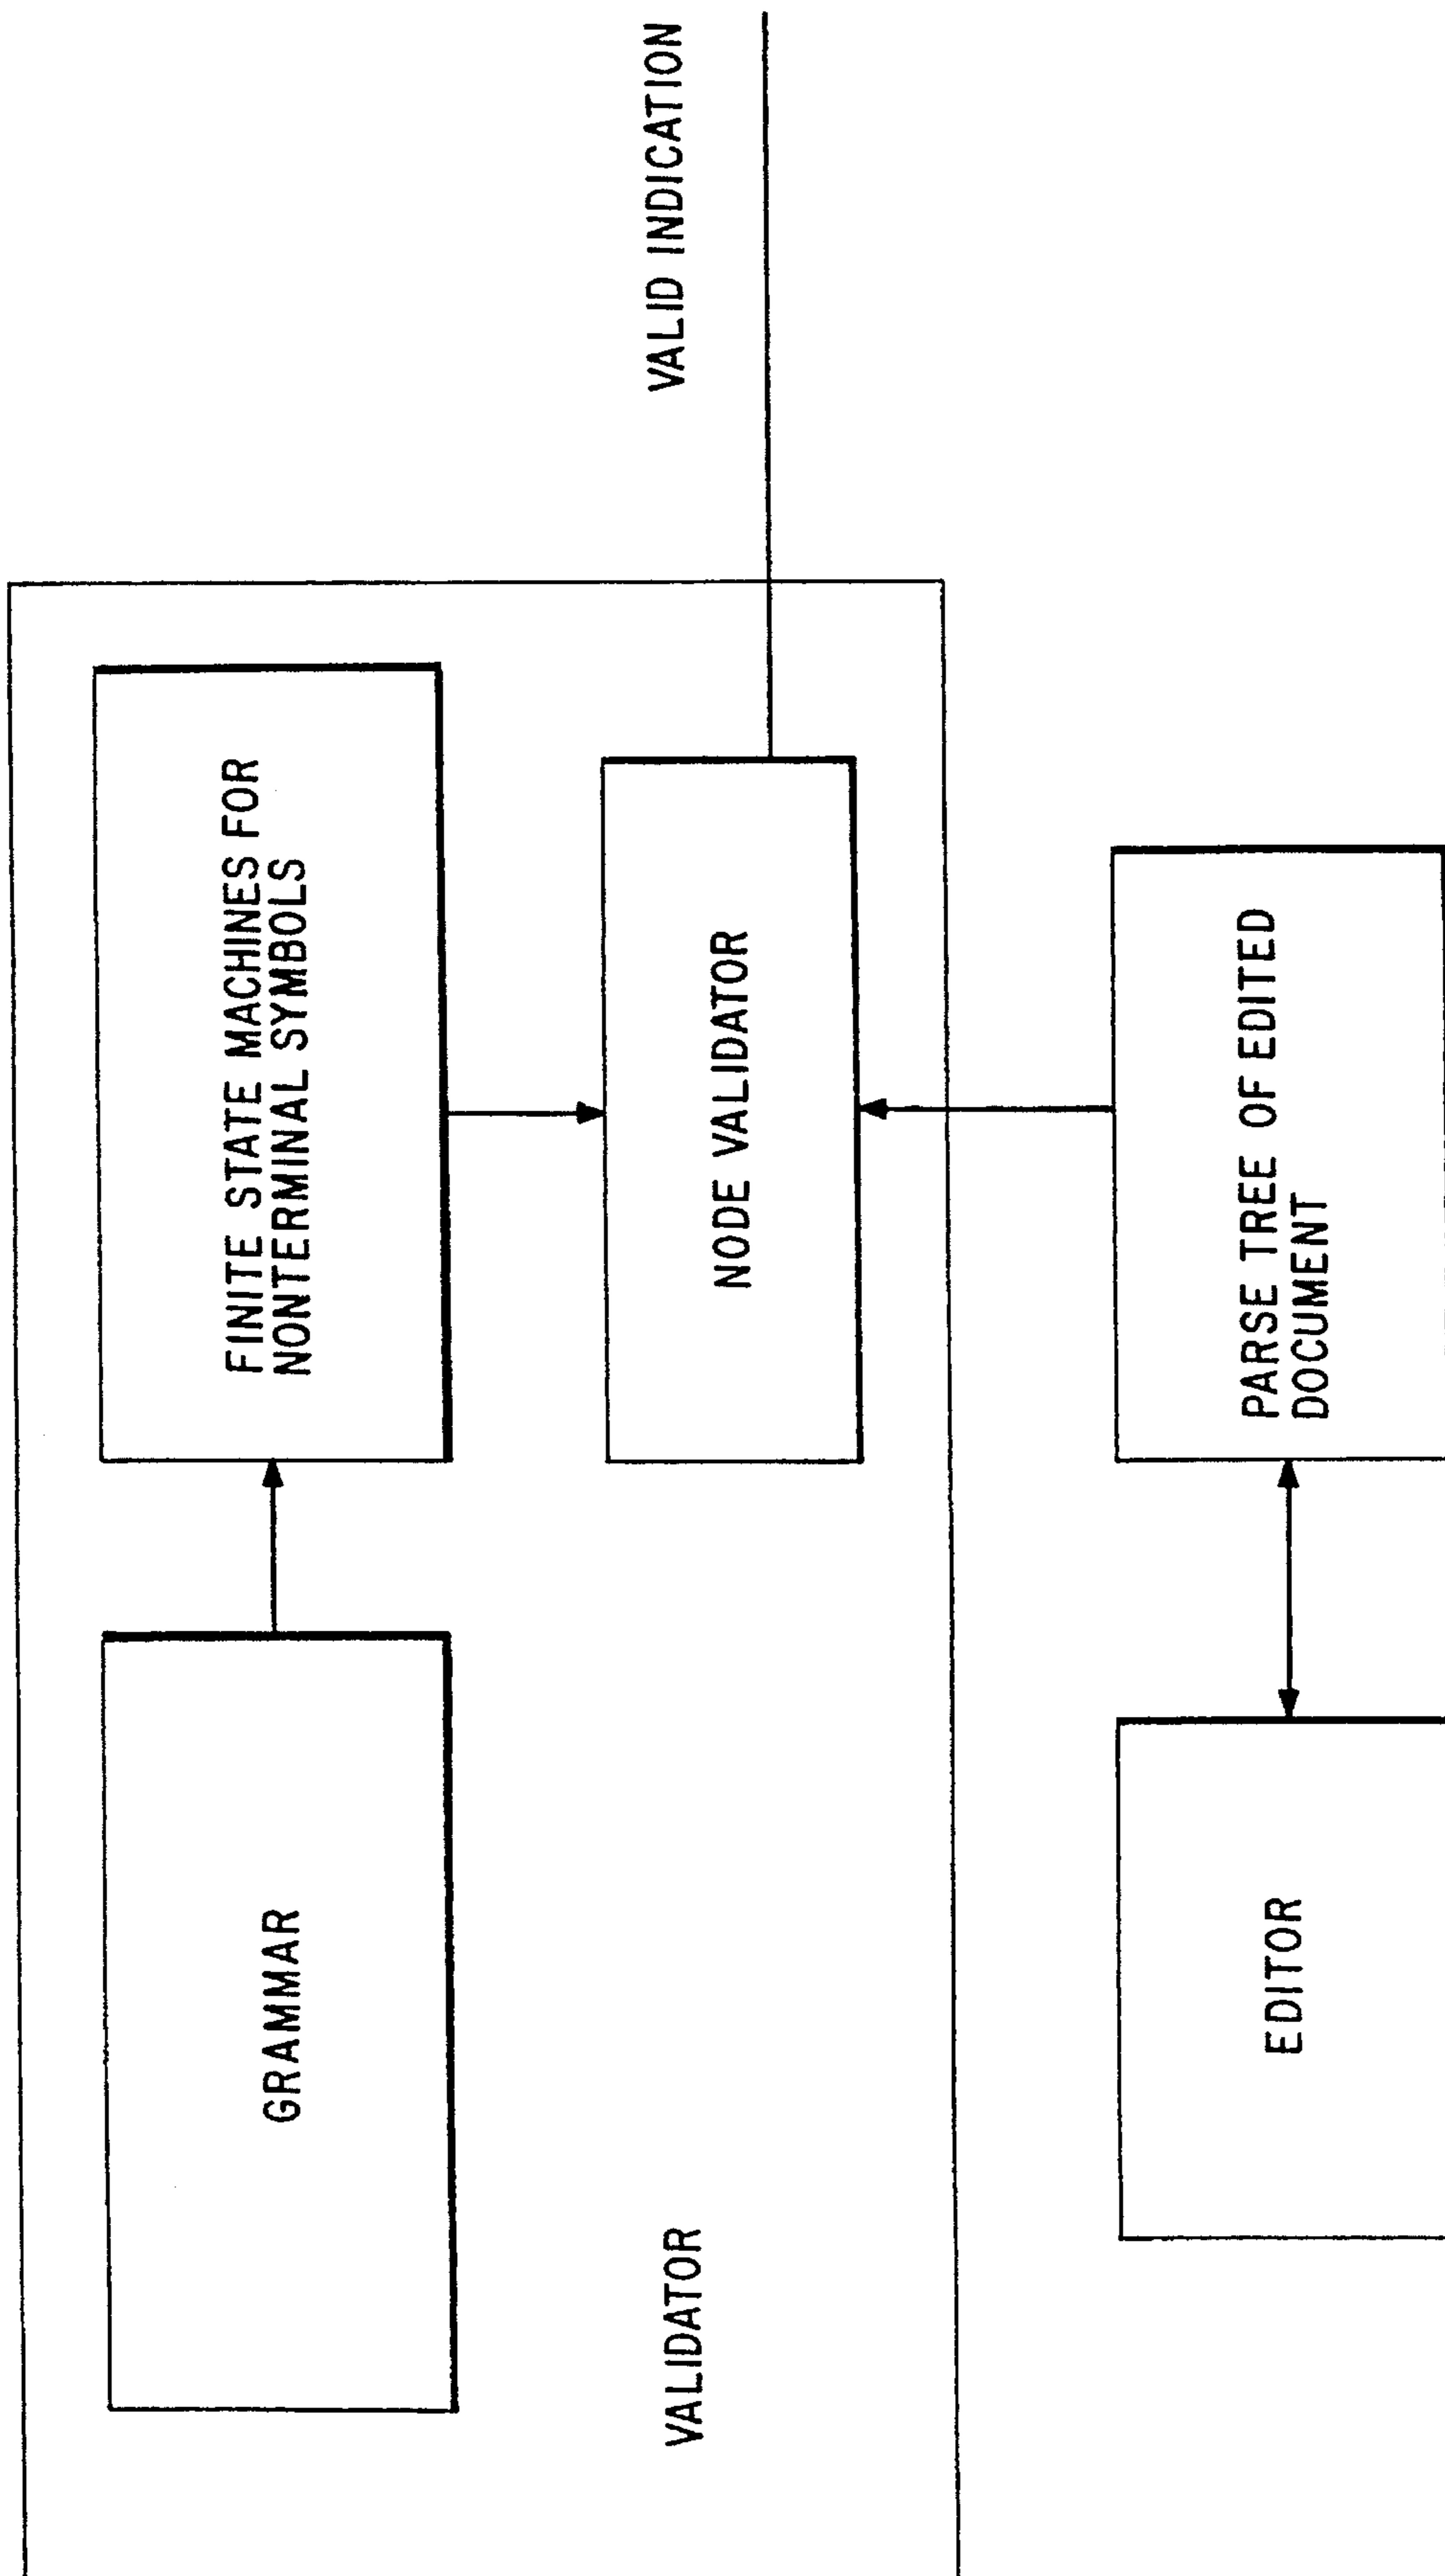 GRAMMAR
FINITE STATE MACHINES FOR
NONTERMINAL SYMBOLS
VALIDATOR
NODE VALIDATOR
VALID INDICATION
EDITOR
PARSE TREE OF EDITED
DOCUMENT